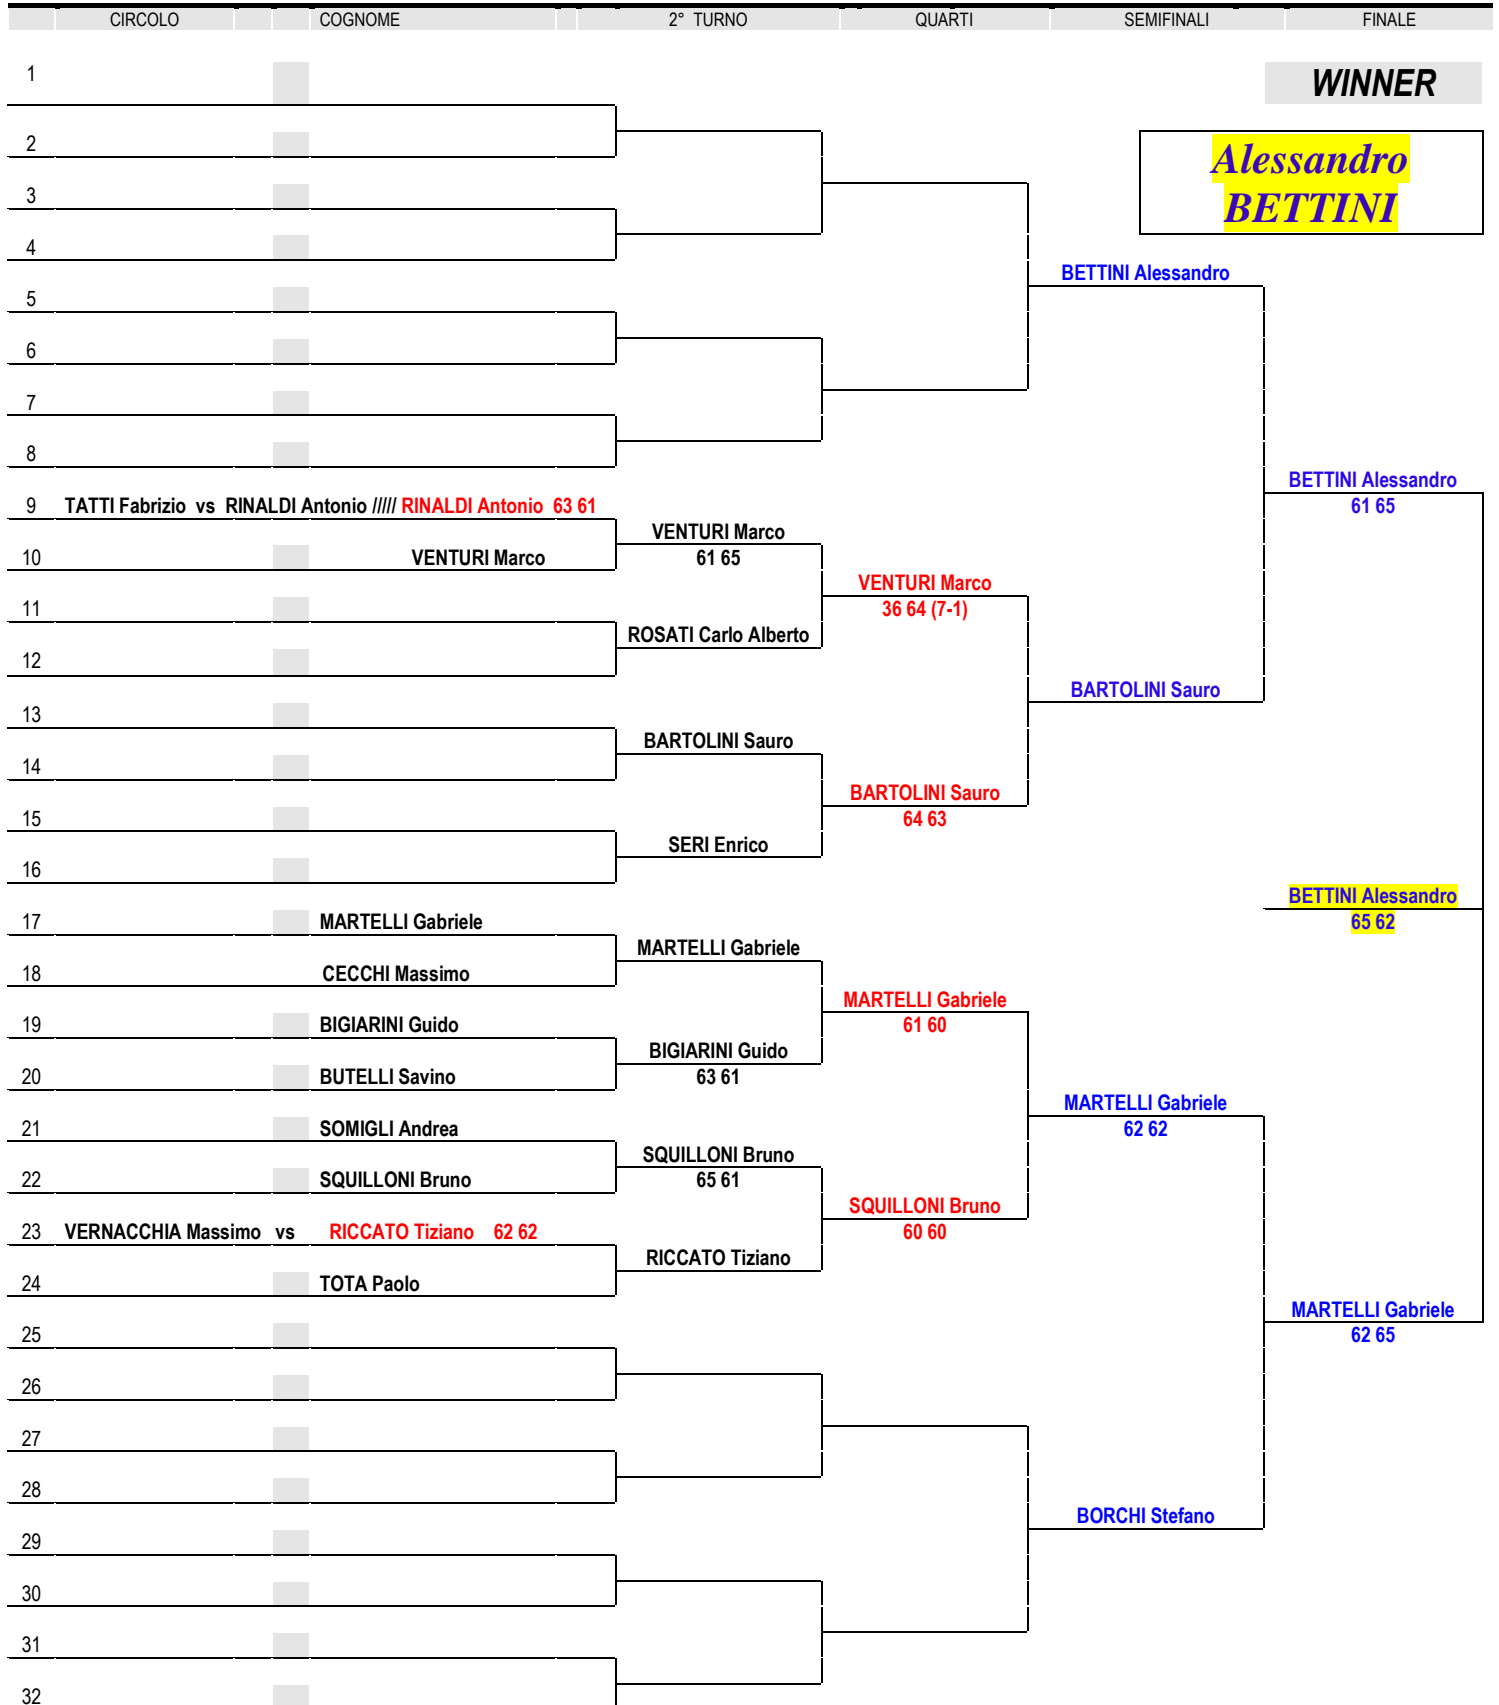 CIRCOLO COGNOME 2° TURNO QUARTI SEMIFINALI FINALE
1
WINNER
2
Alessandro
BETTINI
3
4
BETTINI Alessandro
5
6
7
8
BETTINI Alessandro
9 TATTI Fabrizio vs RINALDI Antonio ///// RINALDI Antonio 63 61
61 65
VENTURI Marco
10 VENTURI Marco
61 65
VENTURI Marco
11
36 64 (7-1)
ROSATI Carlo Alberto
12
BARTOLINI Sauro
13
BARTOLINI Sauro
14
BARTOLINI Sauro
15
64 63
SERI Enrico
16
BETTINI Alessandro
17 MARTELLI Gabriele
65 62
MARTELLI Gabriele
18 CECCHI Massimo
MARTELLI Gabriele
19 BIGIARINI Guido
61 60
BIGIARINI Guido
20 BUTELLI Savino
63 61
MARTELLI Gabriele
21 SOMIGLI Andrea
62 62
SQUILLONI Bruno
22 SQUILLONI Bruno
65 61
SQUILLONI Bruno
23 VERNACCHIA Massimo vs RICCATO Tiziano 62 62
60 60
RICCATO Tiziano
24 TOTA Paolo
MARTELLI Gabriele
25
62 65
26
27
28
BORCHI Stefano
29
30
31
32